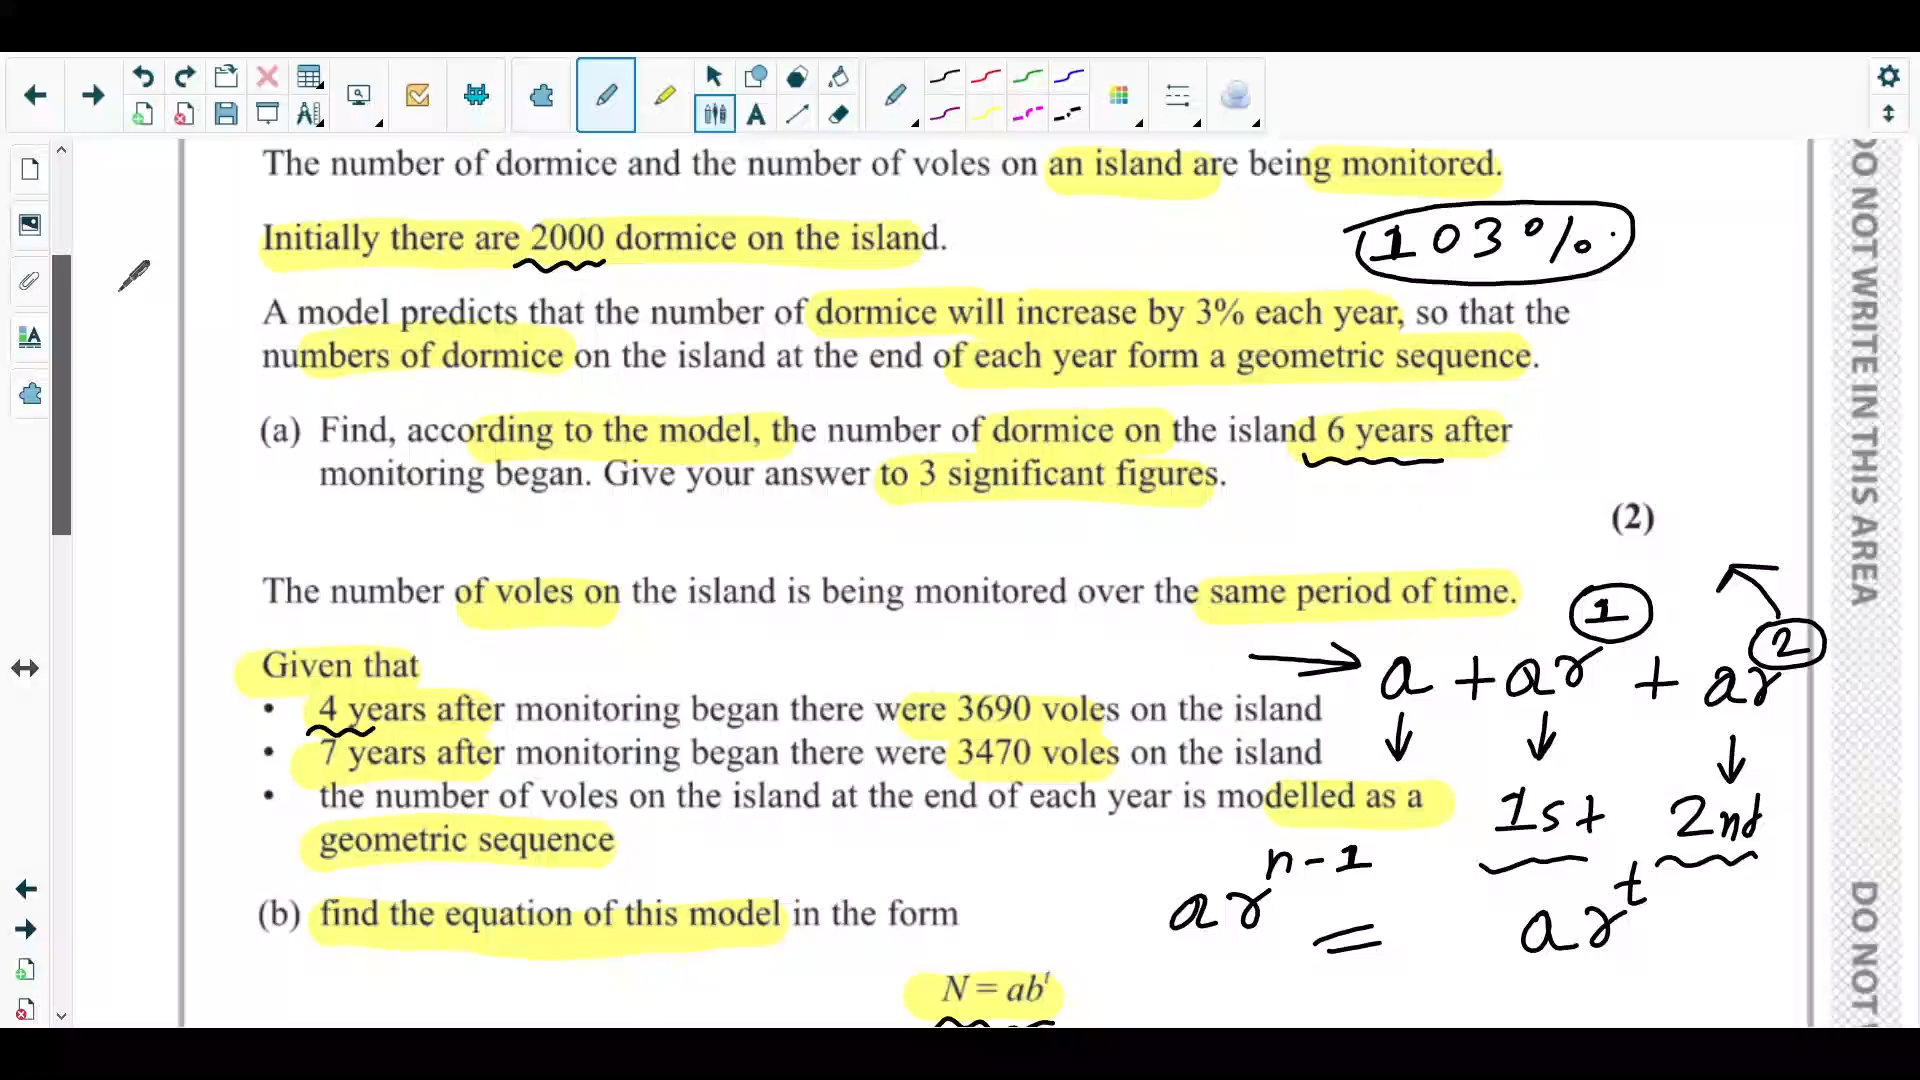 The number of dormice and the number of voles on an island are being monitored.
Initially there are 2000 dormice on the island.
103%
A model predicts that the number of dormice will increase by 3% each year, so that the
numbers of dormice on the island at the end of each year form a geometric sequence.
(a) Find, according to the model, the number of dormice on the island 6 years after
monitoring began. Give your answer to 3 significant figures.
(2)
The number of voles on the island is being monitored over the same period of time.
Given that
a + ar^1 + ar^2
• 4 years after monitoring began there were 3690 voles on the island
• 7 years after monitoring began there were 3470 voles on the island
• the number of voles on the island at the end of each year is modelled as a
geometric sequence
1st 2nd
ar^n-1 = ar^t
(b) find the equation of this model in the form
N = ab^t
DO NOT WRITE IN THIS AREA
DO NOT